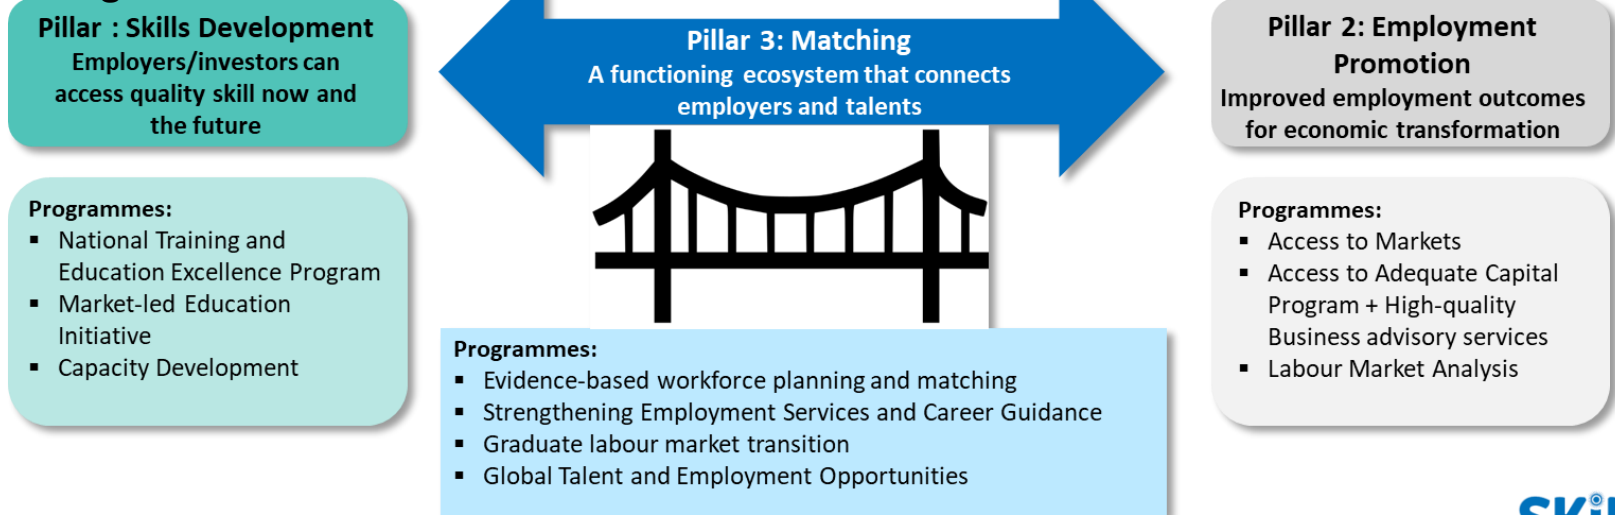 Pillar : Skills Development
Employers/investors can
access quality skill now and
the future
Programmes:
▪ National Training and
Education Excellence Program
▪ Market-led Education
Initiative
▪ Capacity Development
Pillar 3: Matching
A functioning ecosystem that connects
employers and talents
Programmes:
▪ Evidence-based workforce planning and matching
▪ Strengthening Employment Services and Career Guidance
▪ Graduate labour market transition
▪ Global Talent and Employment Opportunities
Pillar 2: Employment
Promotion
Improved employment outcomes
for economic transformation
Programmes:
▪ Access to Markets
▪ Access to Adequate Capital
Program + High-quality
Business advisory services
▪ Labour Market Analysis